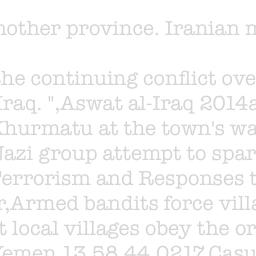 nother province. Iranian
the continuing conflict ove
Iraq. ",Aswat al-Iraq 2014a
Khurmatu at the town's wa
Nazi group attempt to spar
Terrorism and Responses t
r,Armed bandits force villa
t local villages obey the or
Yemen,13.58,44.0217,Casu